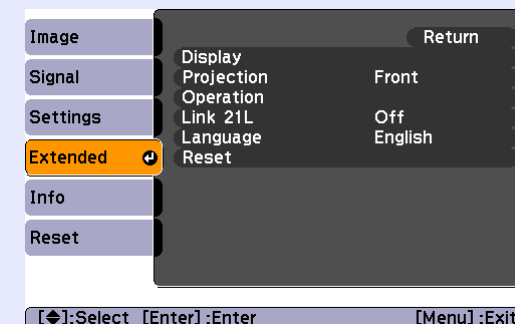 Image
Signal
Settings
Extended
Info
Reset
Return
Display
Projection Front
Operation
Link 21L Off
Language English
Reset
[◆]:Select [Enter]:Enter [Menu]:Exit